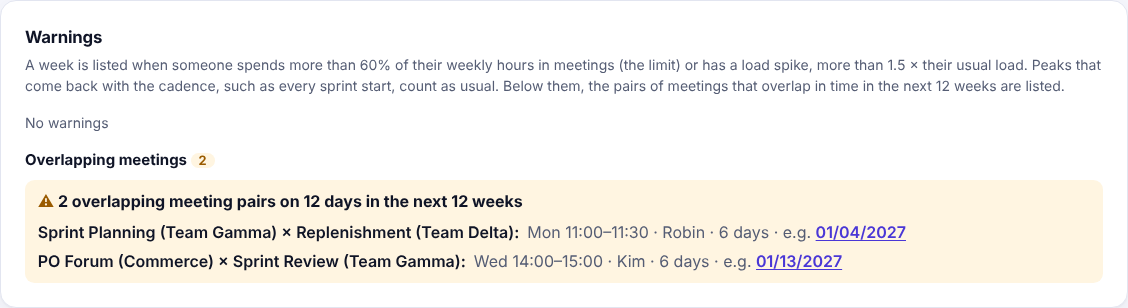 Warnings
A week is listed when someone spends more than 60% of their weekly hours in meetings (the limit) or has a load spike, more than 1.5 × their usual load. Peaks that
come back with the cadence, such as every sprint start, count as usual. Below them, the pairs of meetings that overlap in time in the next 12 weeks are listed.
No warnings
Overlapping meetings 2
⚠ 2 overlapping meeting pairs on 12 days in the next 12 weeks
Sprint Planning (Team Gamma) × Replenishment (Team Delta): Mon 11:00–11:30 · Robin · 6 days · e.g. 01/04/2027
PO Forum (Commerce) × Sprint Review (Team Gamma): Wed 14:00–15:00 · Kim · 6 days · e.g. 01/13/2027